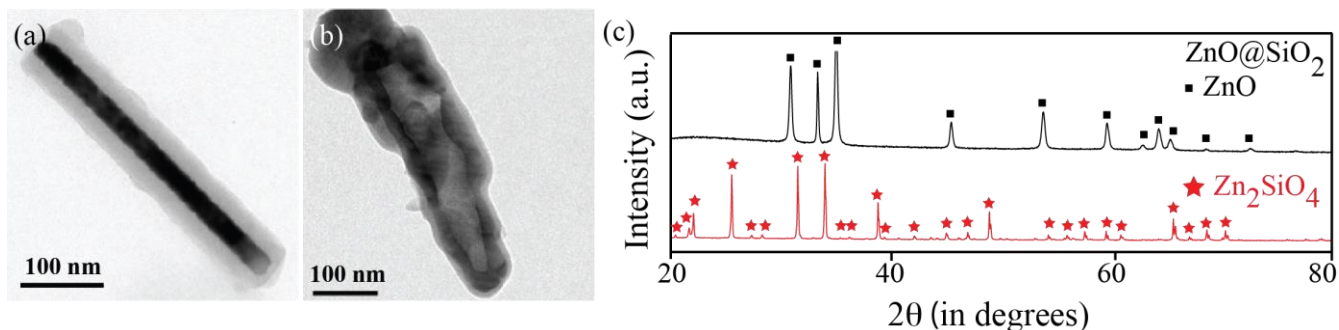 (a)
100 nm
(b)
100 nm
(c)
Intensity (a.u.)
ZnO@SiO₂
■ ZnO
★ Zn₂SiO₄
20 40 60 80
2θ (in degrees)